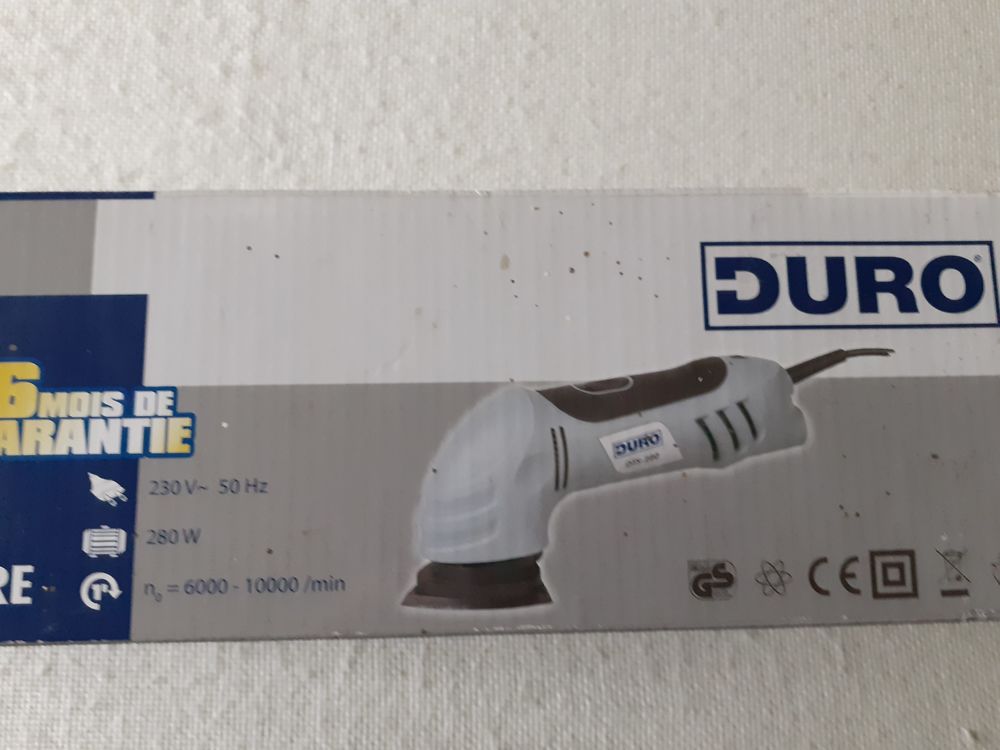 DURO
6
MOIS DE
ARANTIE
DURO
230 V~ 50 Hz
280 W
RE
n₀ = 6000 - 10000 /min
GS
CE